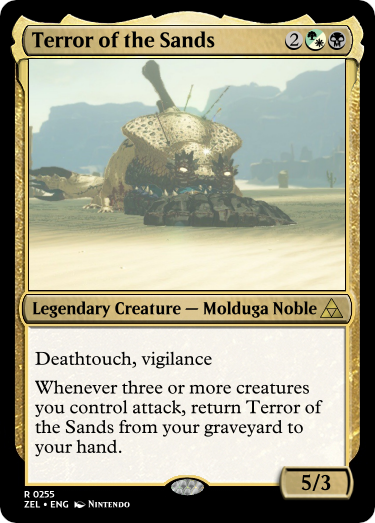 Terror of the Sands 2
Legendary Creature — Molduga Noble
Deathtouch, vigilance
Whenever three or more creatures
you control attack, return Terror of
the Sands from your graveyard to
your hand.
5/3
R 0255
ZEL • ENG Nintendo